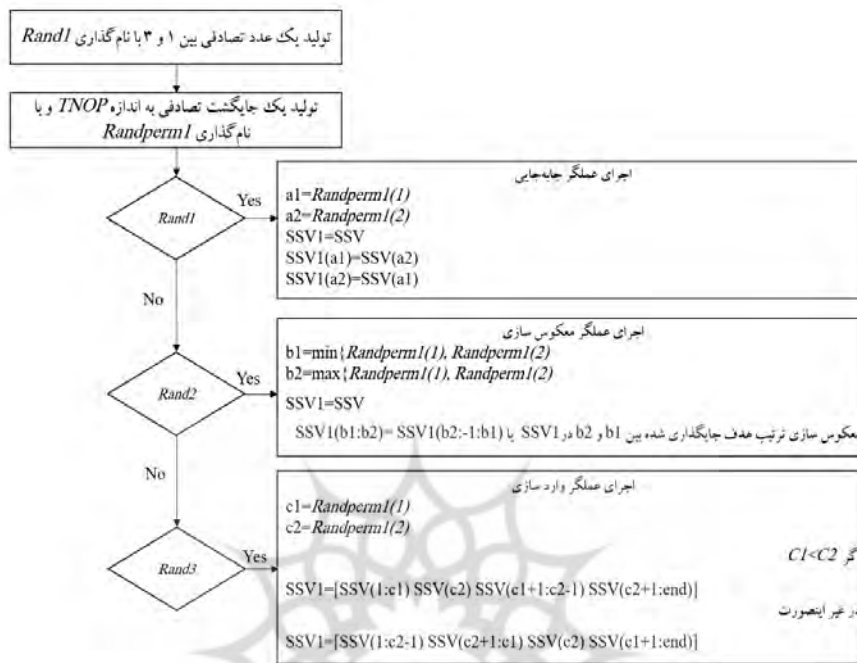 تولید یک عدد تصادفی بین ۱ و ۳ با نام‌گذاری Rand1
تولید یک جایگشت تصادفی به اندازه TNOP و با
نام‌گذاری Randperm1
Rand1
Yes
No
اجرای عملگر جابه‌جایی
a1=Randperm1(1)
a2=Randperm1(2)
SSV1=SSV
SSV1(a1)=SSV(a2)
SSV1(a2)=SSV(a1)
Rand2
Yes
No
اجرای عملگر معکوس سازی
b1=min{Randperm1(1), Randperm1(2)
b2=max{Randperm1(1), Randperm1(2)
SSV1=SSV
معکوس سازی ترتیب هدف جایگذاری شده بین b1 و b2 در SSV1 یا SSV1(b1:b2)= SSV1(b2:-1:b1)
Rand3
Yes
اجرای عملگر وارد سازی
c1=Randperm1(1)
c2=Randperm1(2)
گر C1<C2
SSV1=[SSV(1:c1) SSV(c2) SSV(c1+1:c2-1) SSV(c2+1:end)]
در غیر اینصورت
SSV1=[SSV(1:c2-1) SSV(c2+1:c1) SSV(c2) SSV(c1+1:end)]